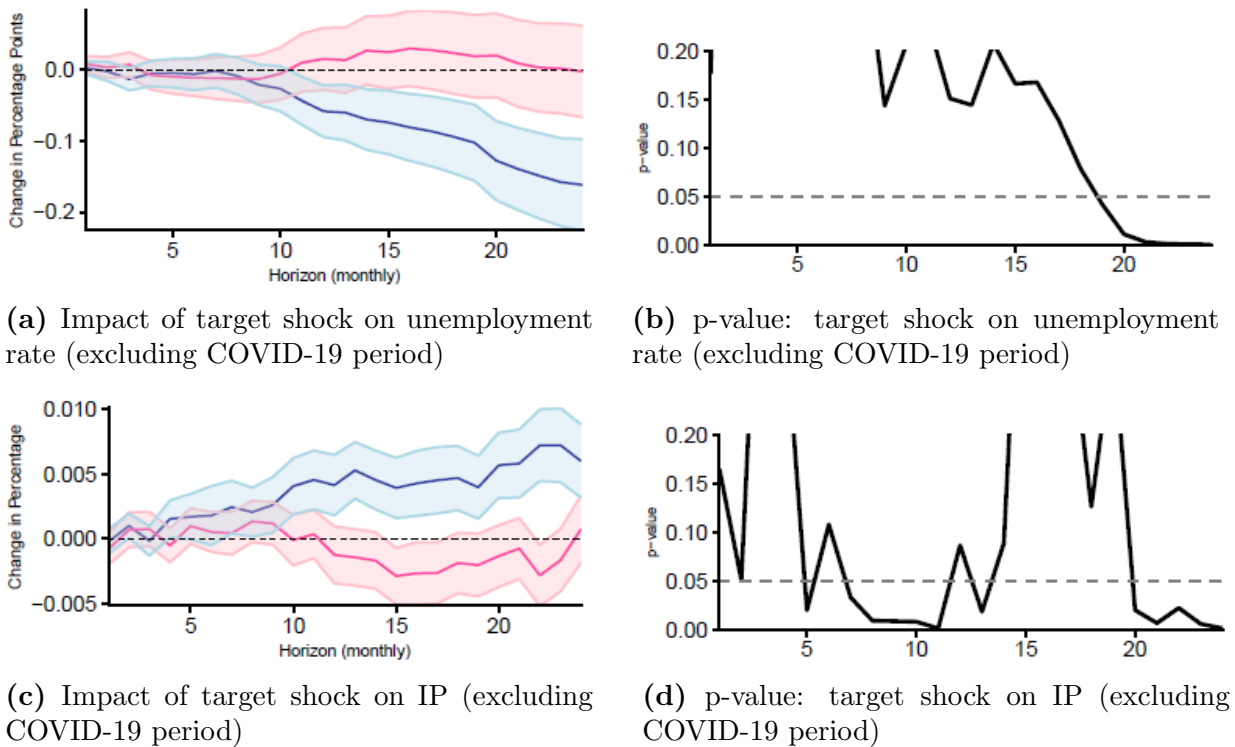 Change in Percentage Points
0.0
−0.1
−0.2
5 10 15 20
Horizon (monthly)
p−value
0.20
0.15
0.10
0.05
0.00
5 10 15 20
(a) Impact of target shock on unemployment
rate (excluding COVID-19 period)
(b) p-value: target shock on unemployment
rate (excluding COVID-19 period)
Change in Percentage
0.010
0.005
0.000
−0.005
5 10 15 20
Horizon (monthly)
p−value
0.20
0.15
0.10
0.05
0.00
5 10 15 20
(c) Impact of target shock on IP (excluding
COVID-19 period)
(d) p-value: target shock on IP (excluding
COVID-19 period)